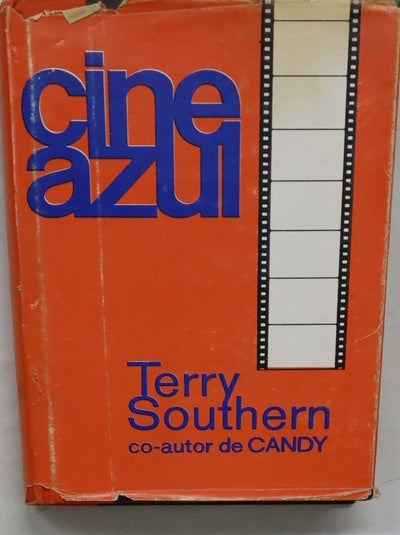 cine
azul
Terry
Southern
co-autor de CANDY